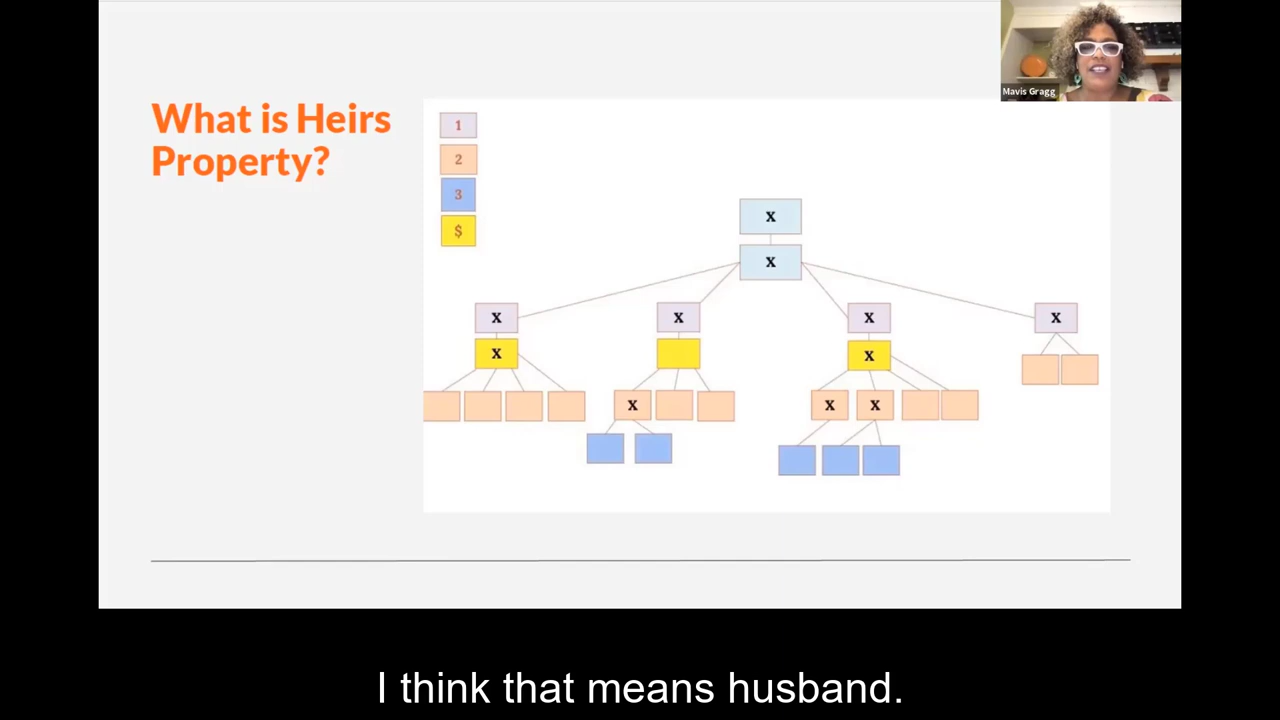 Mavis Gragg
What is Heirs
Property?
1
2
3
$
X
X
X X X X
X X
X X X
I think that means husband.